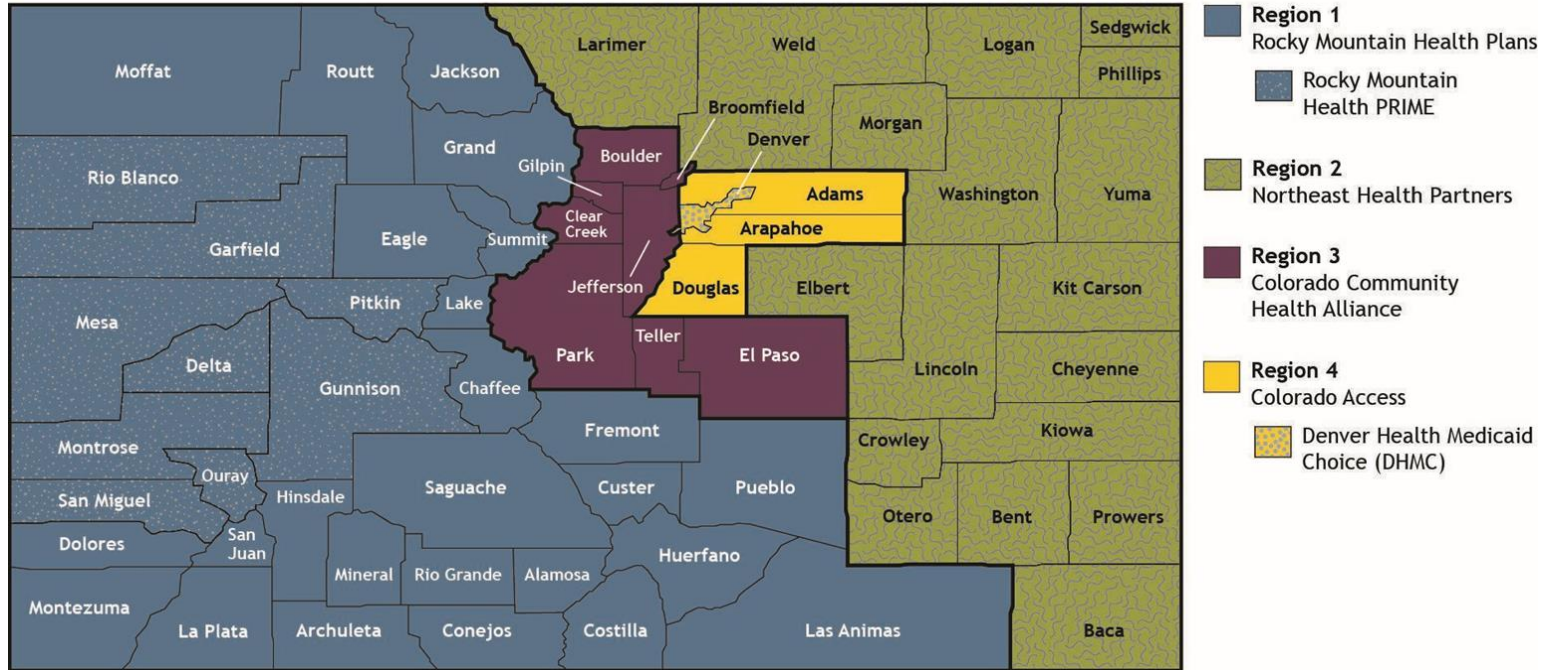 Larimer
Weld
Logan
Sedgwick
Phillips
Moffat
Routt
Jackson
Broomfield
Morgan
Denver
Grand
Gilpin
Boulder
Rio Blanco
Washington
Yuma
Adams
Clear
Creek
Arapahoe
Garfield
Eagle
Summit
Jefferson
Douglas
Elbert
Kit Carson
Pitkin
Lake
Mesa
Teller
Park
El Paso
Delta
Gunnison
Chaffee
Lincoln
Cheyenne
Fremont
Crowley
Kiowa
Montrose
Ouray
San Miguel
Hinsdale
Saguache
Custer
Pueblo
Otero
Bent
Prowers
Dolores
San
Juan
Huerfano
Mineral
Rio Grande
Alamosa
Montezuma
La Plata
Archuleta
Conejos
Costilla
Las Animas
Baca
Region 1
Rocky Mountain Health Plans
Rocky Mountain
Health PRIME
Region 2
Northeast Health Partners
Region 3
Colorado Community
Health Alliance
Region 4
Colorado Access
Denver Health Medicaid
Choice (DHMC)